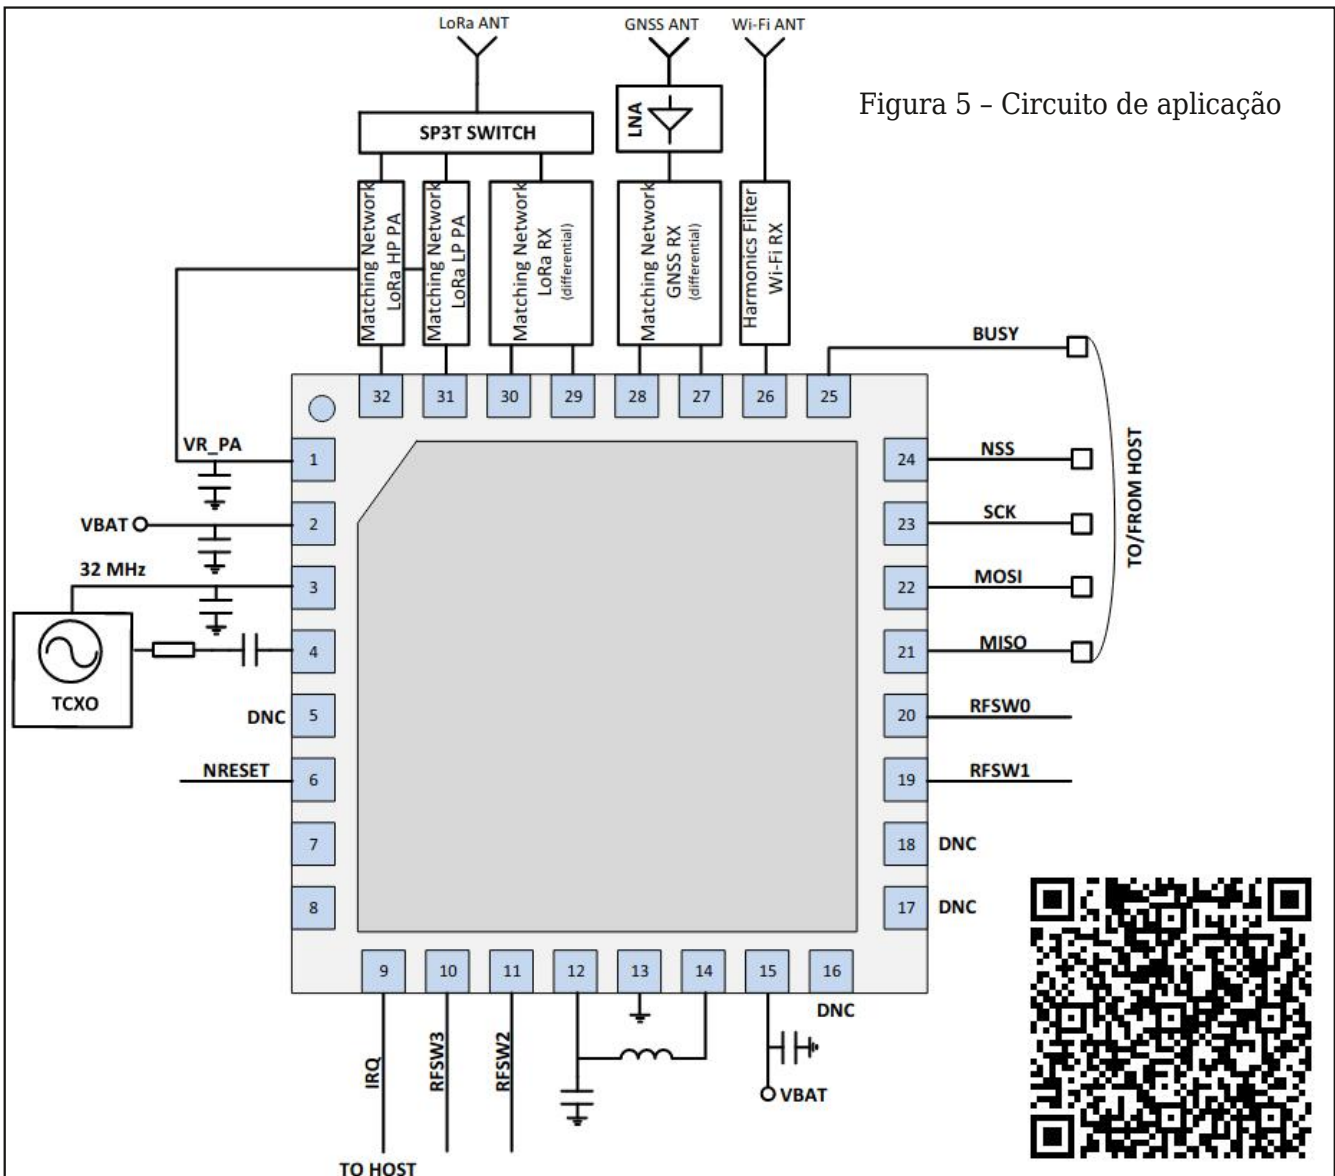 LoRa ANT
GNSS ANT
Wi-Fi ANT
Figura 5 – Circuito de aplicação
SP3T SWITCH
LNA
Matching Network
LoRa HP PA
Matching Network
LoRa LP PA
Matching Network
LoRa RX
(differential)
Matching Network
GNSS RX
(differential)
Harmonics Filter
Wi-Fi RX
BUSY
32
31
30
29
28
27
26
25
VR_PA
1
24
NSS
VBAT
2
23
SCK
32 MHz
3
22
MOSI
TO/FROM HOST
TCXO
4
21
MISO
DNC
5
20
RFSW0
NRESET
6
19
RFSW1
7
18
DNC
8
17
DNC
9
10
11
12
13
14
15
16
DNC
IRQ
RFSW3
RFSW2
VBAT
TO HOST